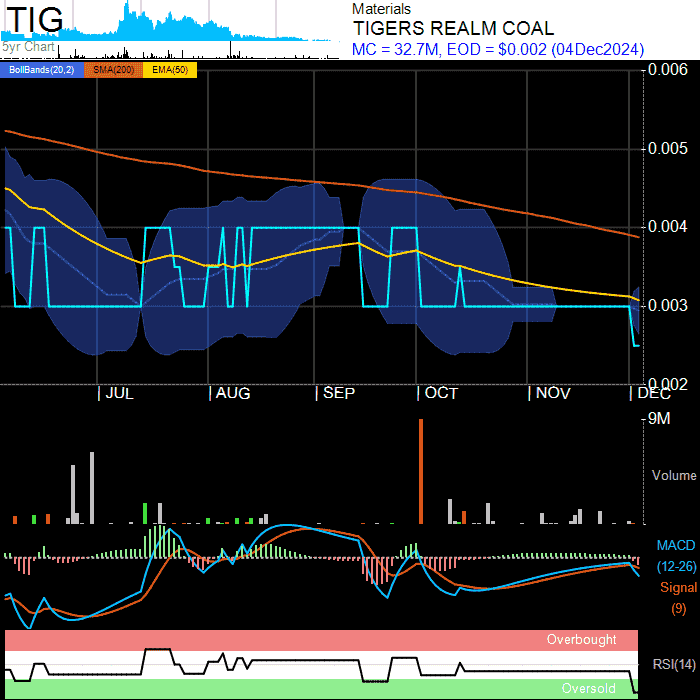 TIG
5yr Chart
Materials
TIGERS REALM COAL
MC = 32.7M, EOD = $0.002 (04Dec2024)
BollBands(20,2) SMA(200) EMA(50)
0.006
0.005
0.004
0.003
0.002
JUL AUG SEP OCT NOV DEC
9M
Volume
MACD
(12-26)
Signal
(9)
Overbought
RSI(14)
Oversold